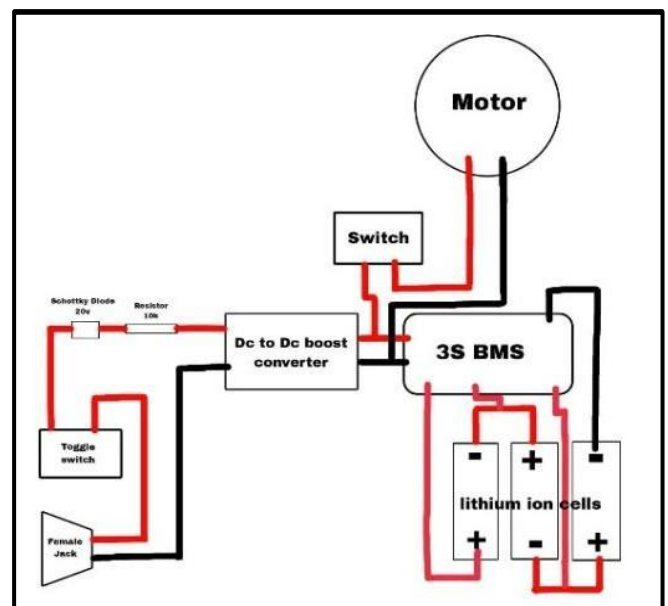 Motor
Switch
Schottky Diode
20v
Resistor
10k
Dc to Dc boost
converter
3S BMS
Toggle
switch
Female
Jack
-
+
-
lithium ion cells
+
-
+